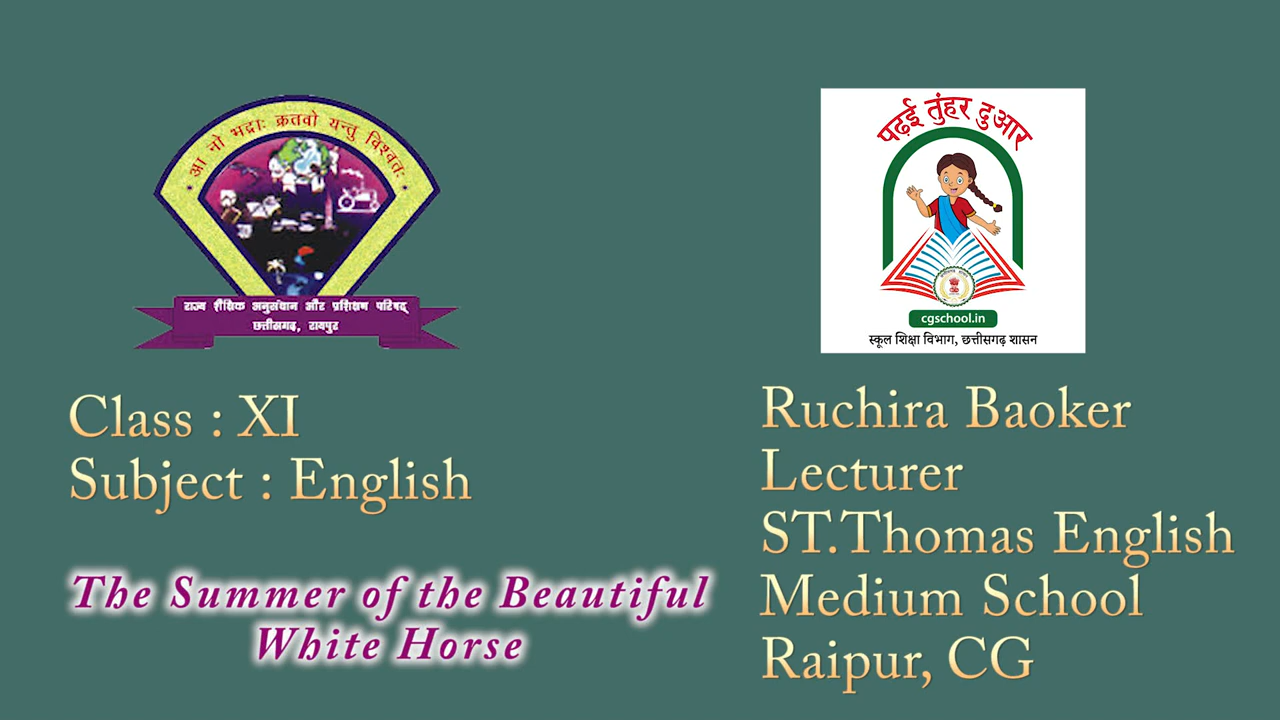 आ नो भद्राः क्रतवो यन्तु विश्वतः
राज्य शैक्षिक अनुसंधान और प्रशिक्षण परिषद्
छत्तीसगढ़, रायपुर
पढ़ई तुंहर दुआर
cgschool.in
स्कूल शिक्षा विभाग, छत्तीसगढ़ शासन
Class : XI
Subject : English
The Summer of the Beautiful
White Horse
Ruchira Baoker
Lecturer
ST.Thomas English
Medium School
Raipur, CG